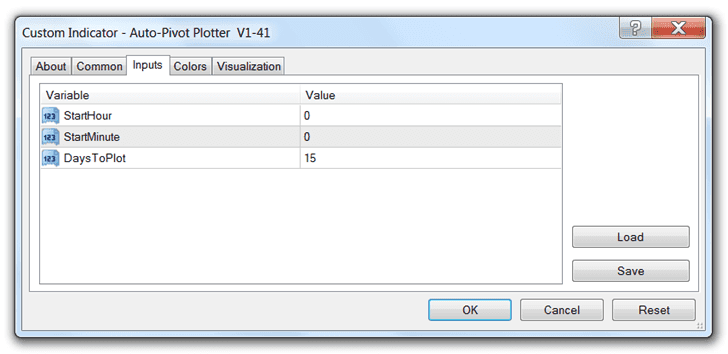 Custom Indicator - Auto-Pivot Plotter V1-41
?
About Common Inputs Colors Visualization
Variable Value
123 StartHour 0
123 StartMinute 0
123 DaysToPlot 15
Load
Save
OK Cancel Reset